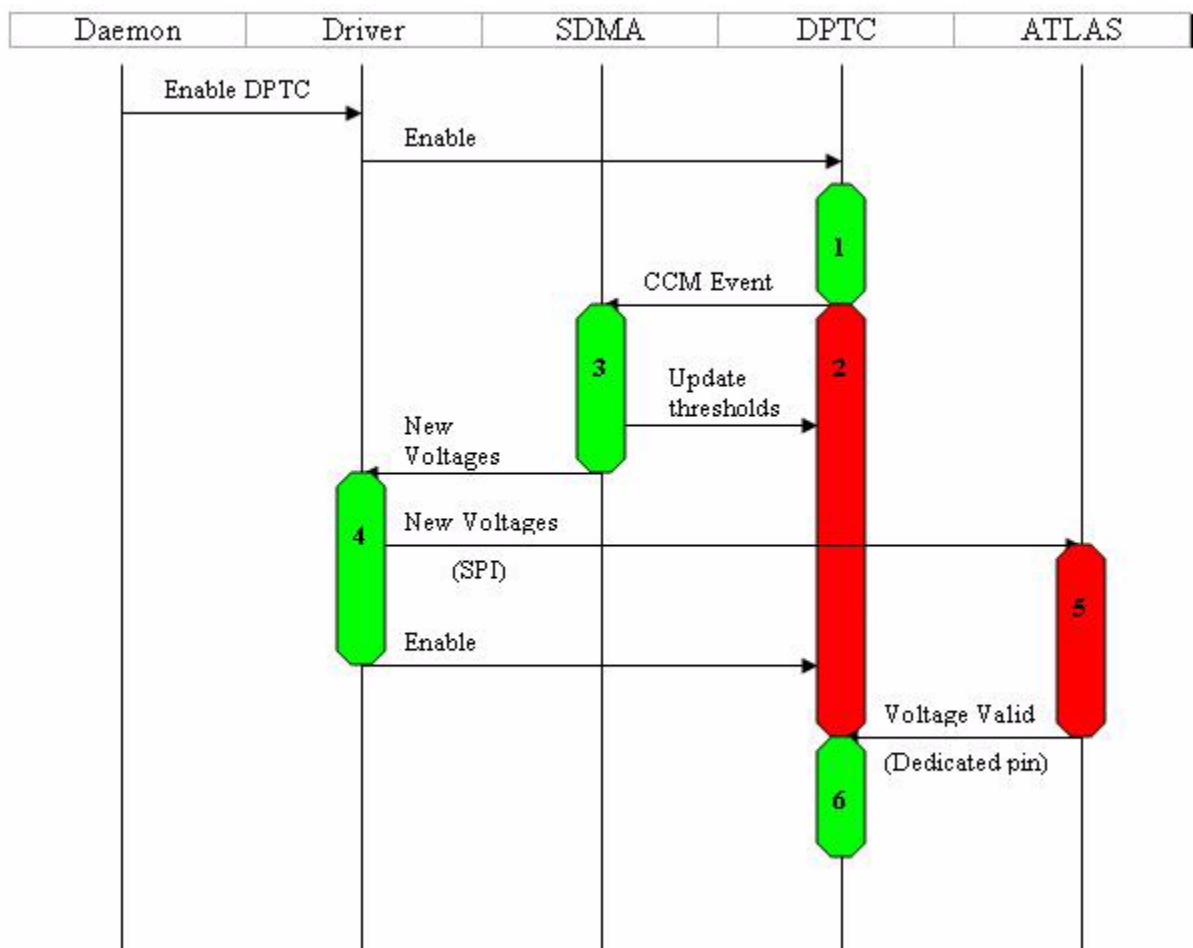 Daemon Driver SDMA DPTC ATLAS
Enable DPTC
Enable
1
CCM Event
3
2
Update
thresholds
New
Voltages
4
New Voltages
(SPI)
5
Enable
Voltage Valid
(Dedicated pin)
6